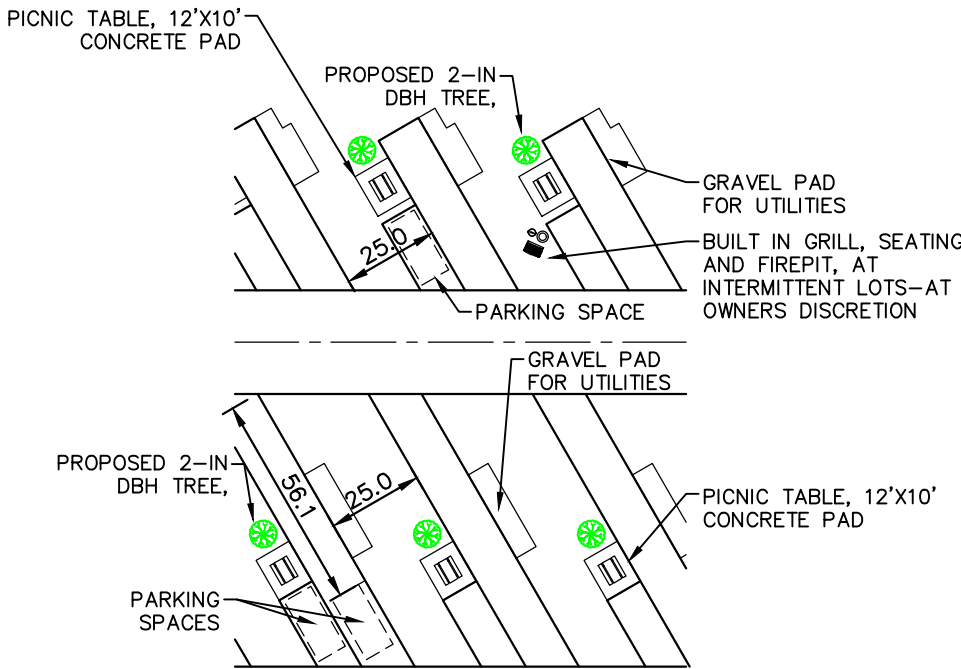 PICNIC TABLE, 12'X10'
CONCRETE PAD
PROPOSED 2-IN
DBH TREE,
GRAVEL PAD
FOR UTILITIES
25.0
BUILT IN GRILL, SEATING
AND FIREPIT, AT
INTERMITTENT LOTS-AT
OWNERS DISCRETION
PARKING SPACE
GRAVEL PAD
FOR UTILITIES
PROPOSED 2-IN
DBH TREE,
56.1
25.0
PICNIC TABLE, 12'X10'
CONCRETE PAD
PARKING
SPACES